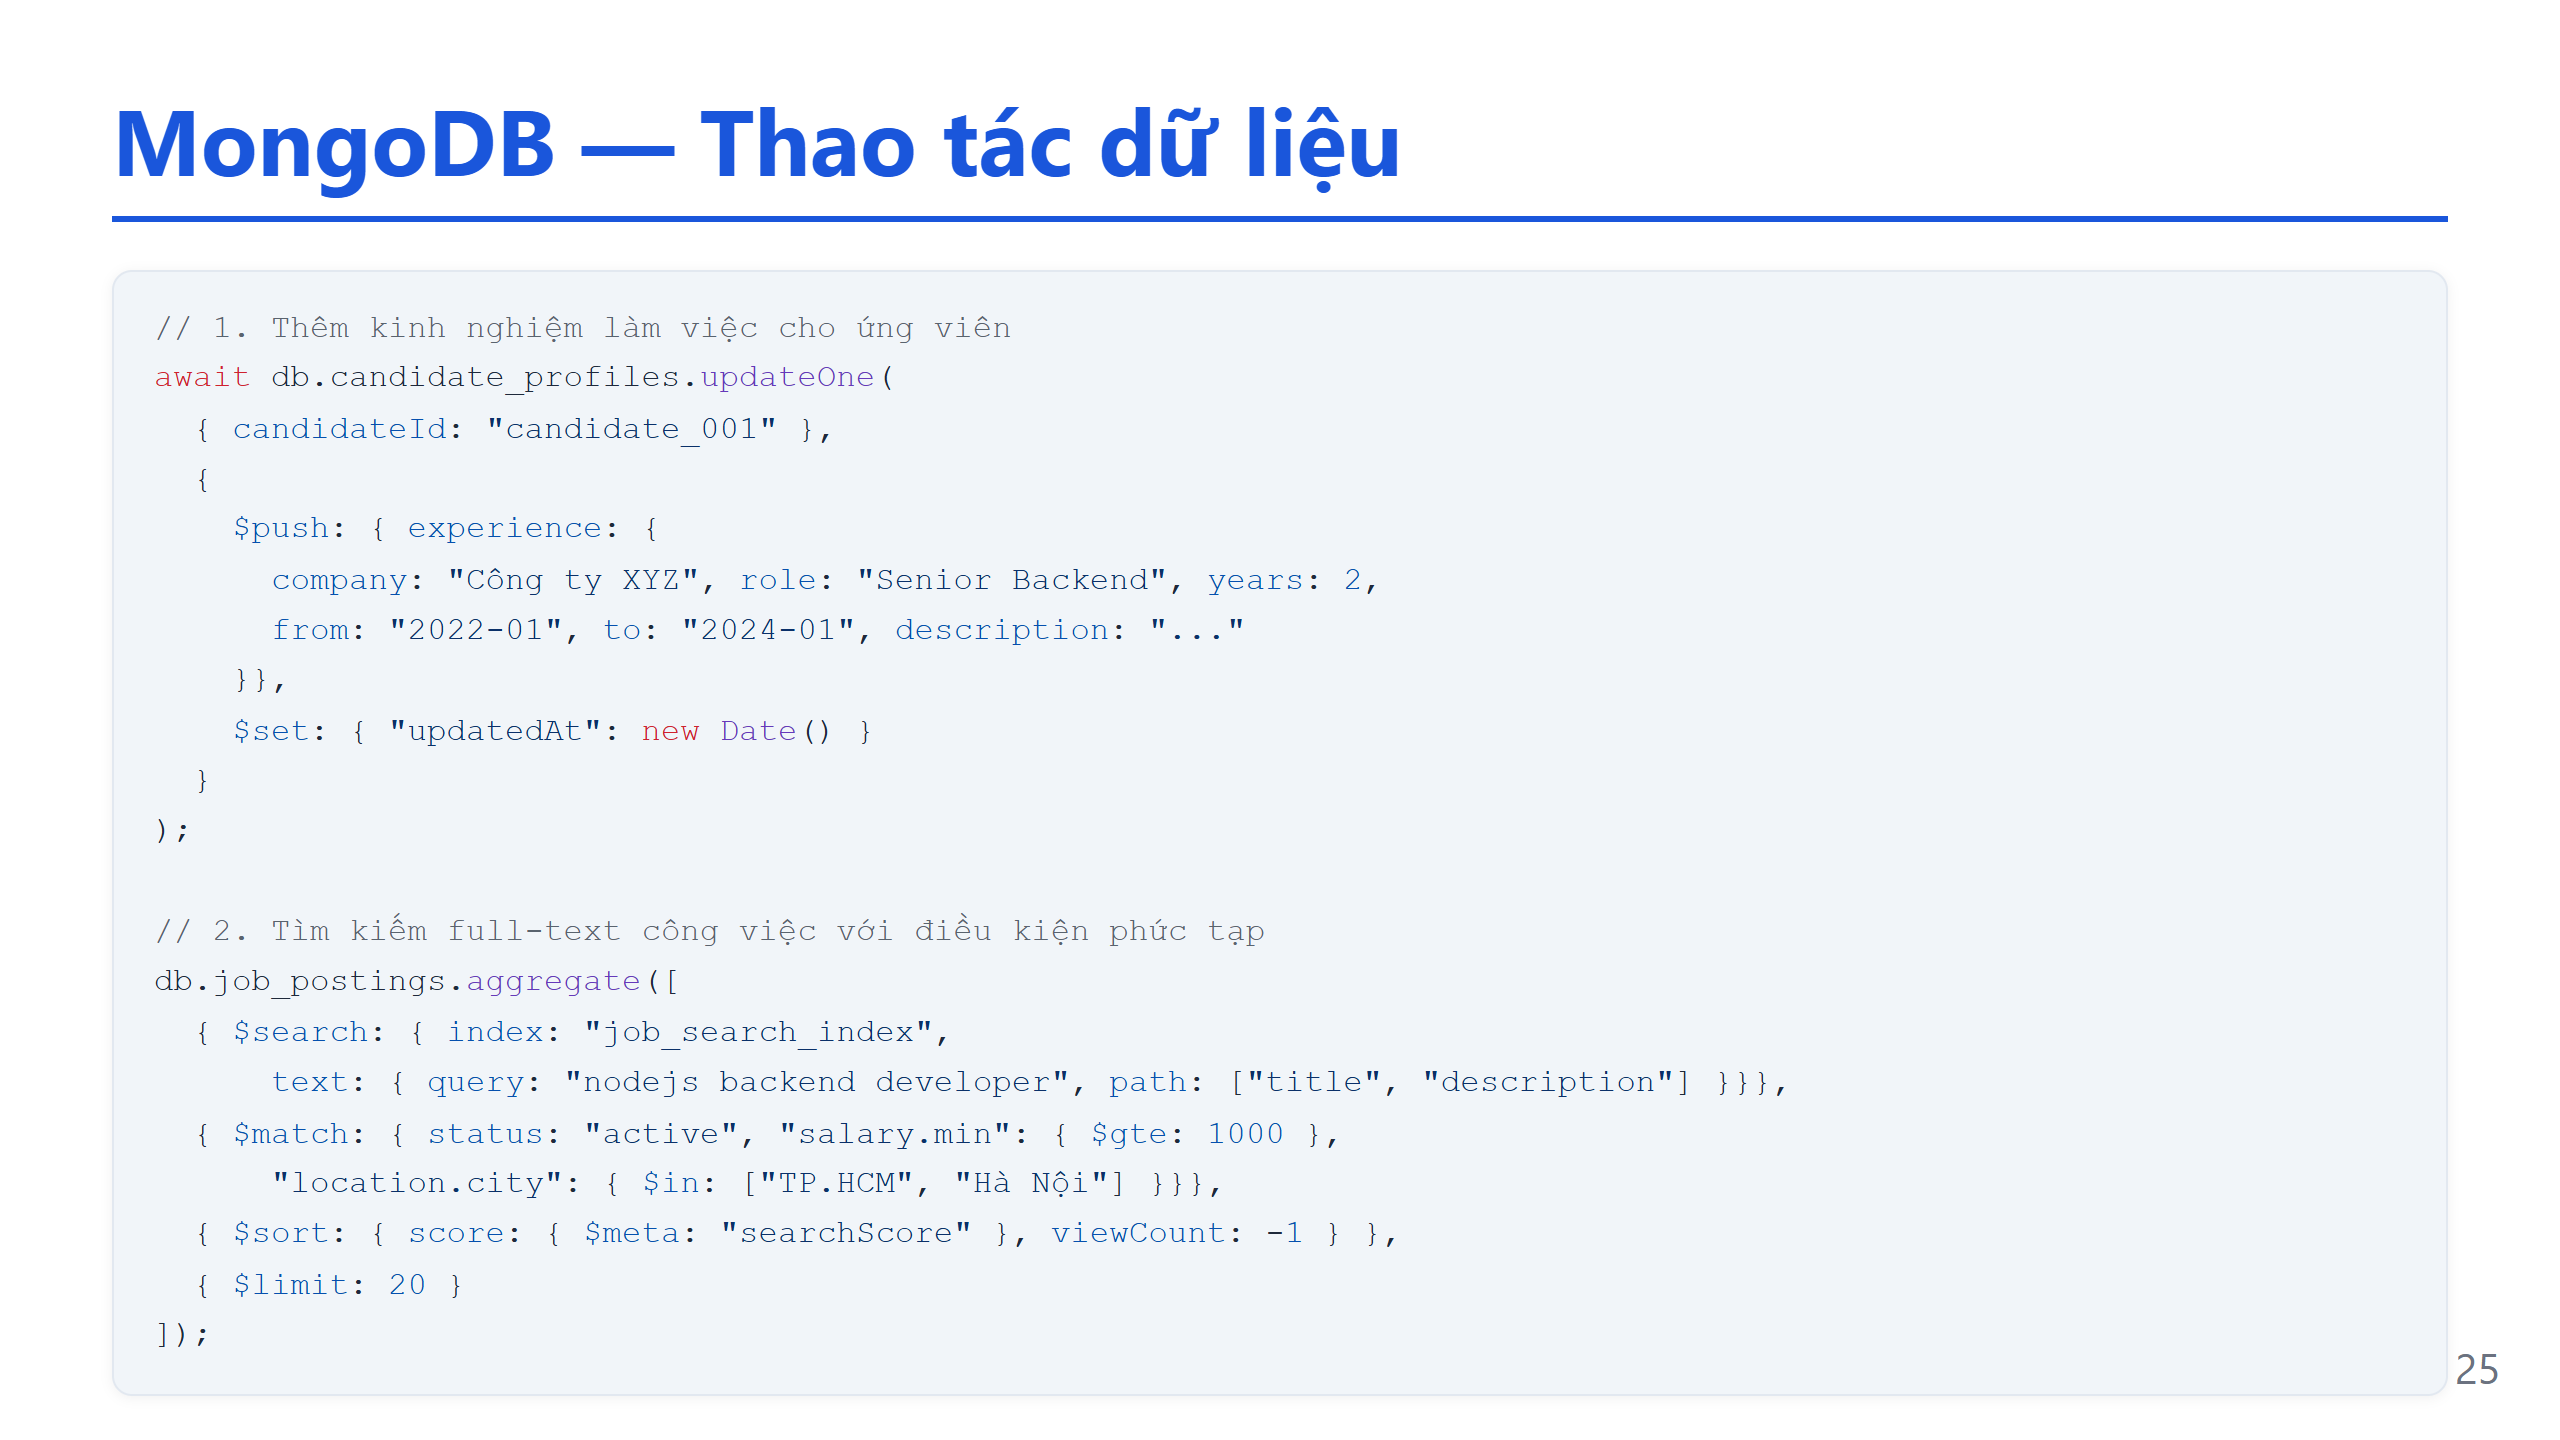 MongoDB — Thao tác dữ liệu
// 1. Thêm kinh nghiệm làm việc cho ứng viên
await db.candidate_profiles.updateOne(
  { candidateId: "candidate_001" },
  {
    $push: { experience: {
      company: "Công ty XYZ", role: "Senior Backend", years: 2,
      from: "2022-01", to: "2024-01", description: "..."
    }},
    $set: { "updatedAt": new Date() }
  }
);
// 2. Tìm kiếm full-text công việc với điều kiện phức tạp
db.job_postings.aggregate([
  { $search: { index: "job_search_index",
      text: { query: "nodejs backend developer", path: ["title", "description"] }}},
  { $match: { status: "active", "salary.min": { $gte: 1000 },
      "location.city": { $in: ["TP.HCM", "Hà Nội"] }}},
  { $sort: { score: { $meta: "searchScore" }, viewCount: -1 } },
  { $limit: 20 }
]);
25